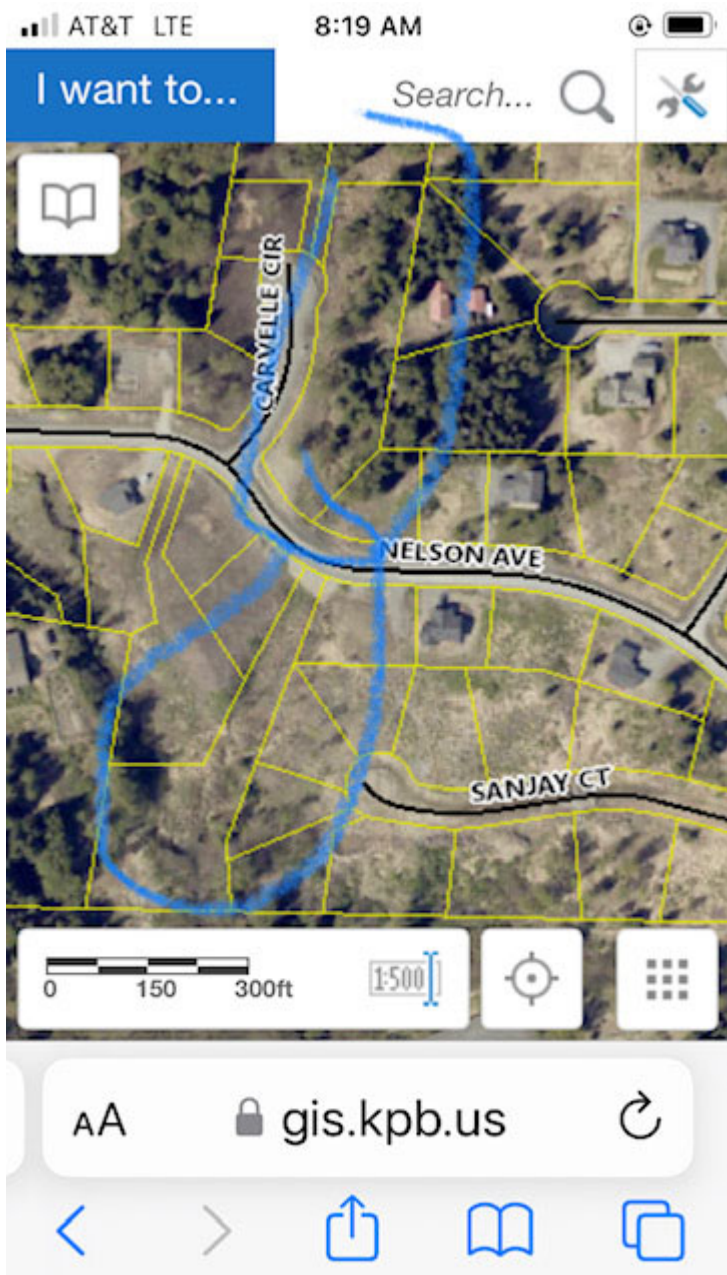 AT&T LTE 8:19 AM
I want to... Search...
CARVELLE CIR
NELSON AVE
SANJAY CT
0 150 300ft 1:500
AA gis.kpb.us